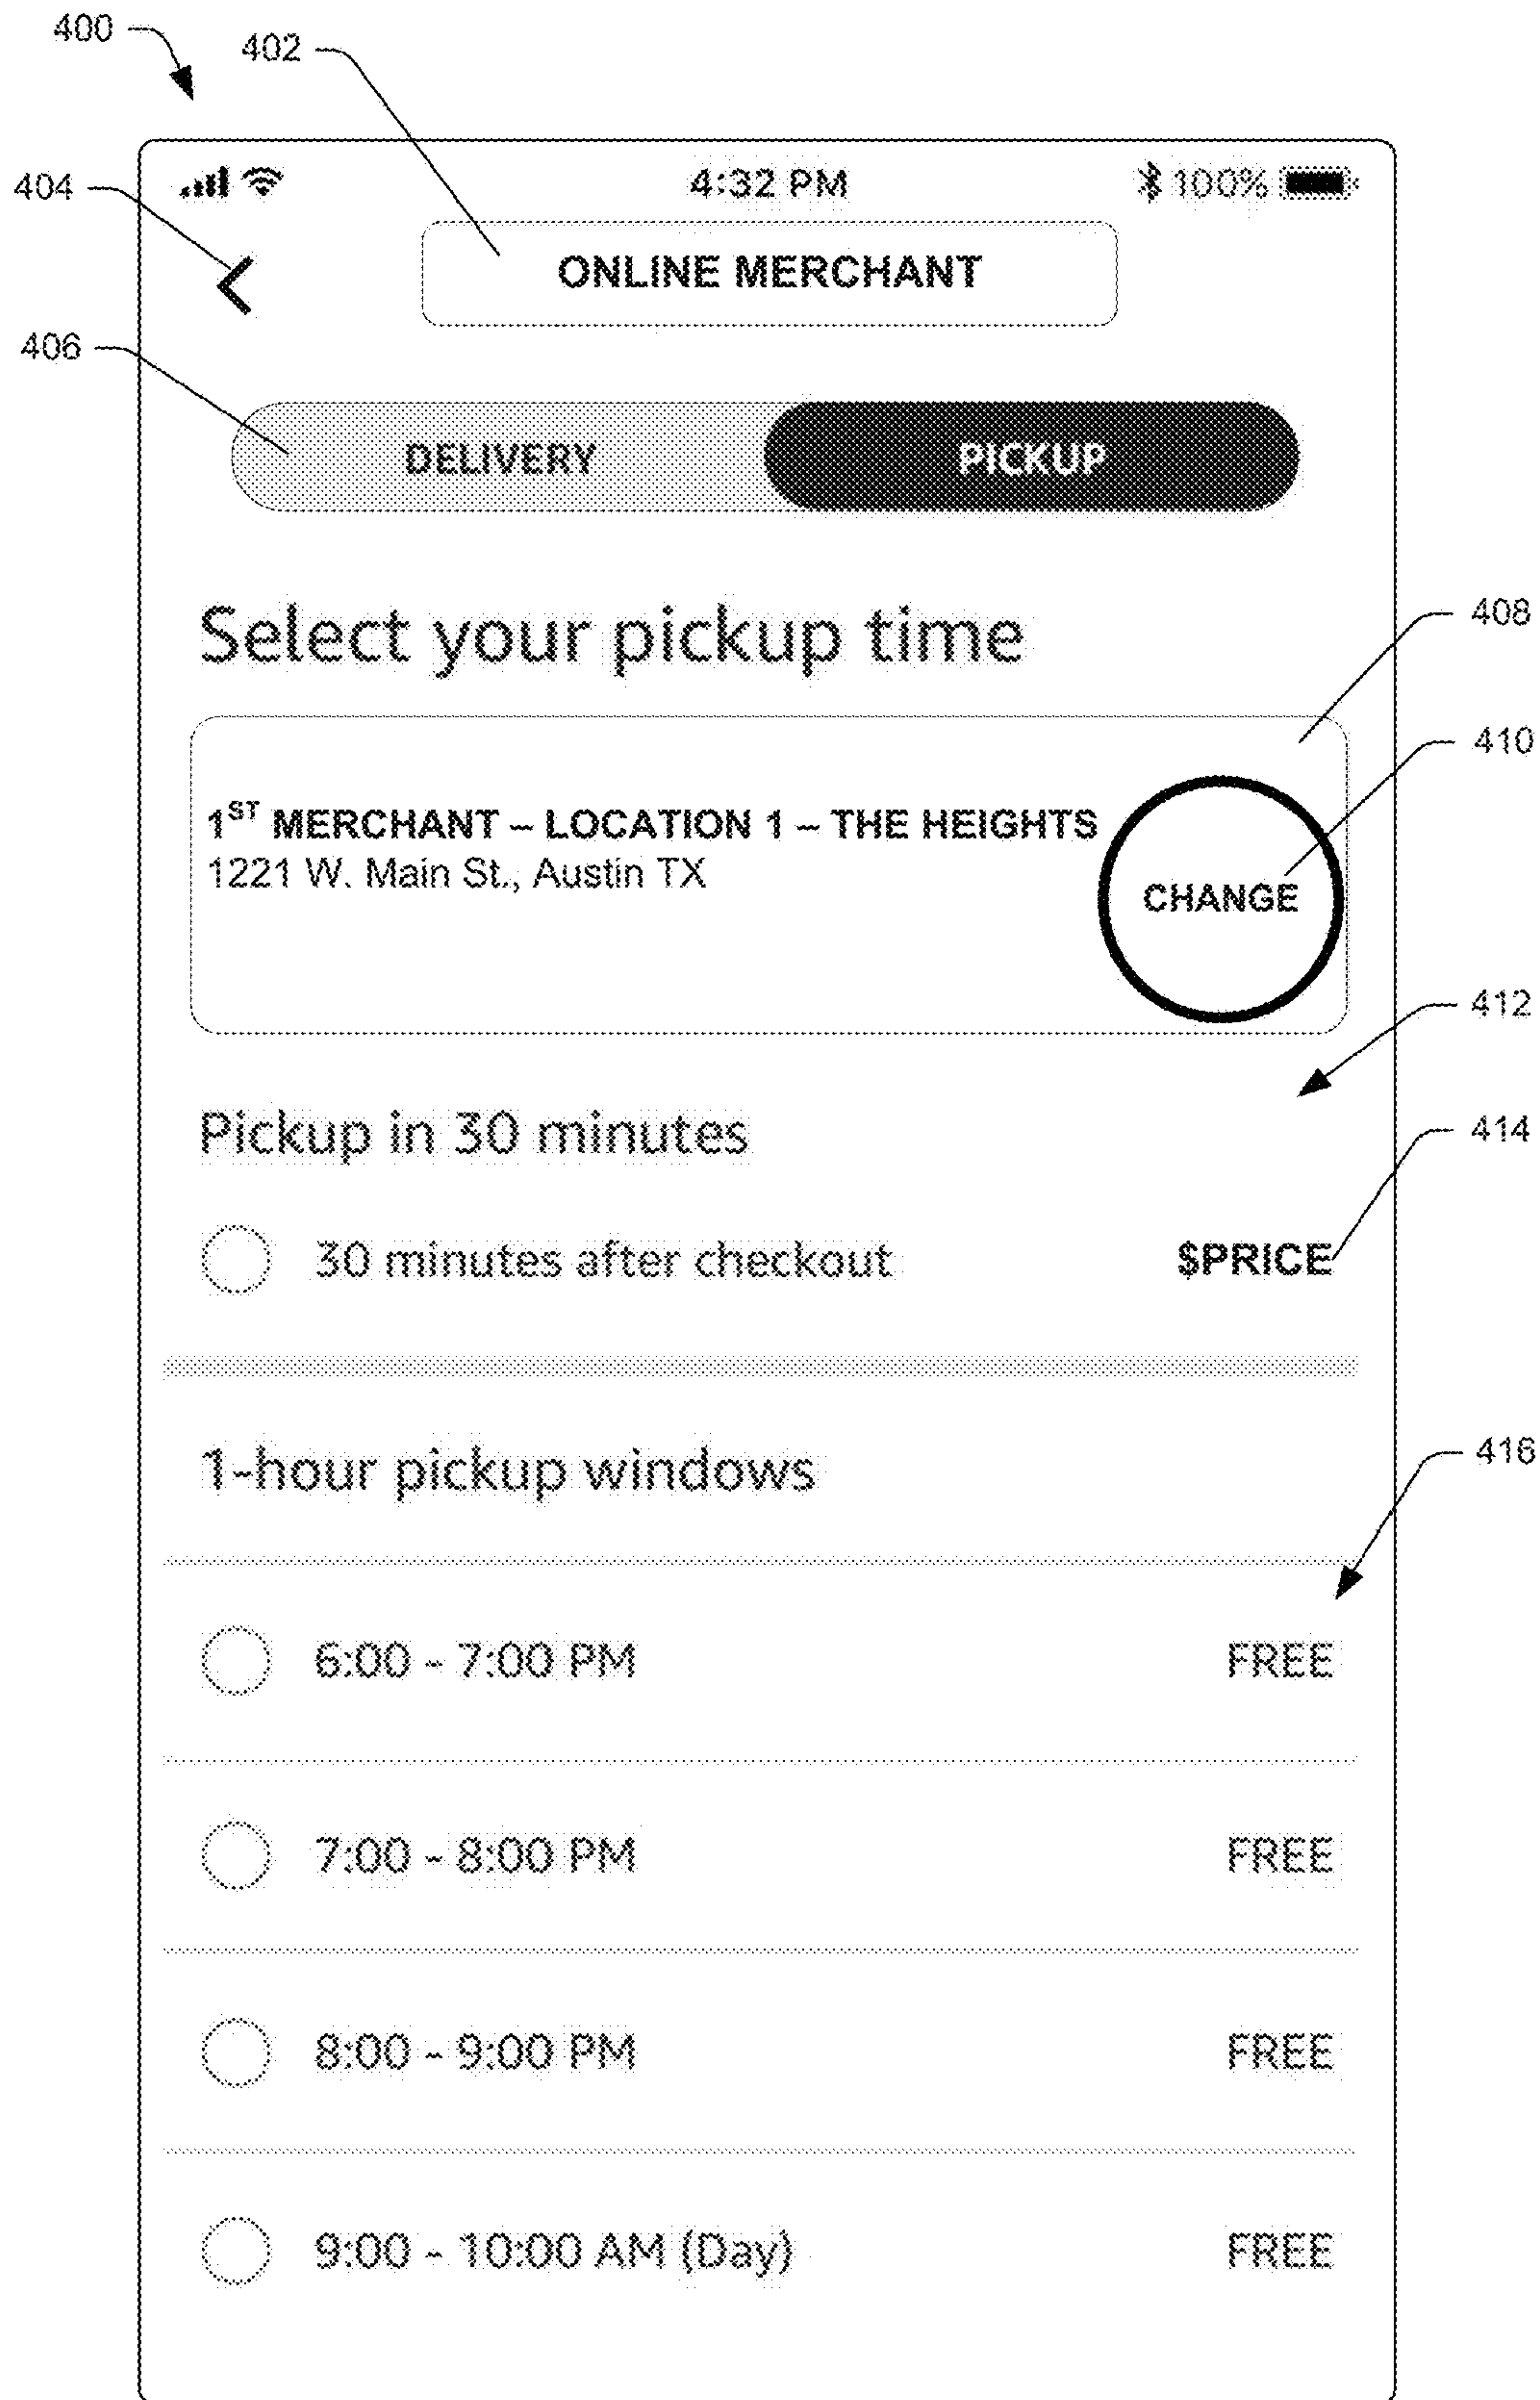 400
402
404
4:32 PM
100%
ONLINE MERCHANT
406
DELIVERY
PICKUP
Select your pickup time
408
410
1ST MERCHANT – LOCATION 1 – THE HEIGHTS
1221 W. Main St., Austin TX
CHANGE
412
Pickup in 30 minutes
414
30 minutes after checkout
$PRICE
1-hour pickup windows
416
6:00 - 7:00 PM
FREE
7:00 - 8:00 PM
FREE
8:00 - 9:00 PM
FREE
9:00 - 10:00 AM (Day)
FREE